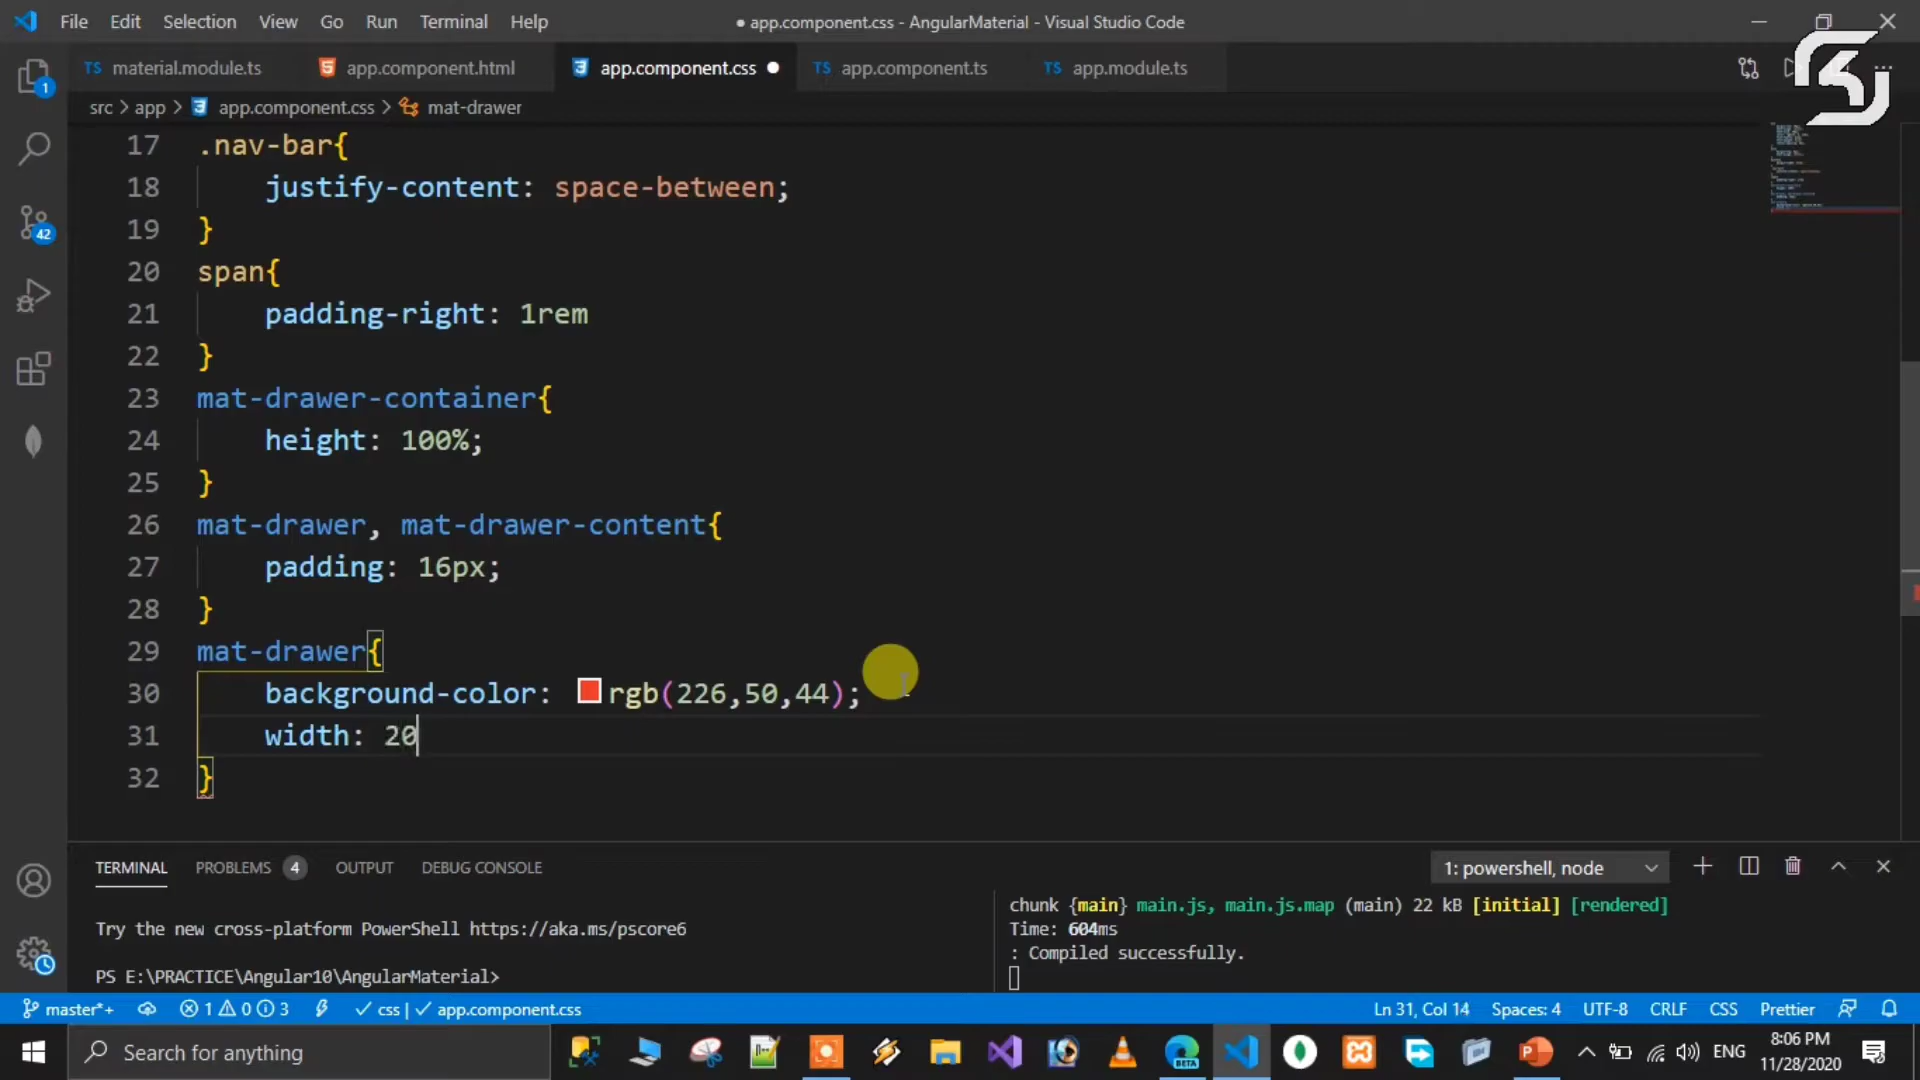 File Edit Selection View Go Run Terminal Help
● app.component.css - AngularMaterial - Visual Studio Code
TS material.module.ts
app.component.html
app.component.css ●
TS app.component.ts
TS app.module.ts
src > app > app.component.css > mat-drawer
17 .nav-bar{
18 justify-content: space-between;
19 }
20 span{
21 padding-right: 1rem
22 }
23 mat-drawer-container{
24 height: 100%;
25 }
26 mat-drawer, mat-drawer-content{
27 padding: 16px;
28 }
29 mat-drawer{
30 background-color: rgb(226,50,44);
31 width: 20
32 }
1
42
TERMINAL PROBLEMS 4 OUTPUT DEBUG CONSOLE
1: powershell, node
Try the new cross-platform PowerShell https://aka.ms/pscore6
PS E:\PRACTICE\Angular10\AngularMaterial>
chunk {main} main.js, main.js.map (main) 22 kB [initial] [rendered]
Time: 604ms
: Compiled successfully.
master*+ 1 0 3 css | app.component.css
Ln 31, Col 14 Spaces: 4 UTF-8 CRLF CSS Prettier
Search for anything
BETA
ENG
8:06 PM
11/28/2020